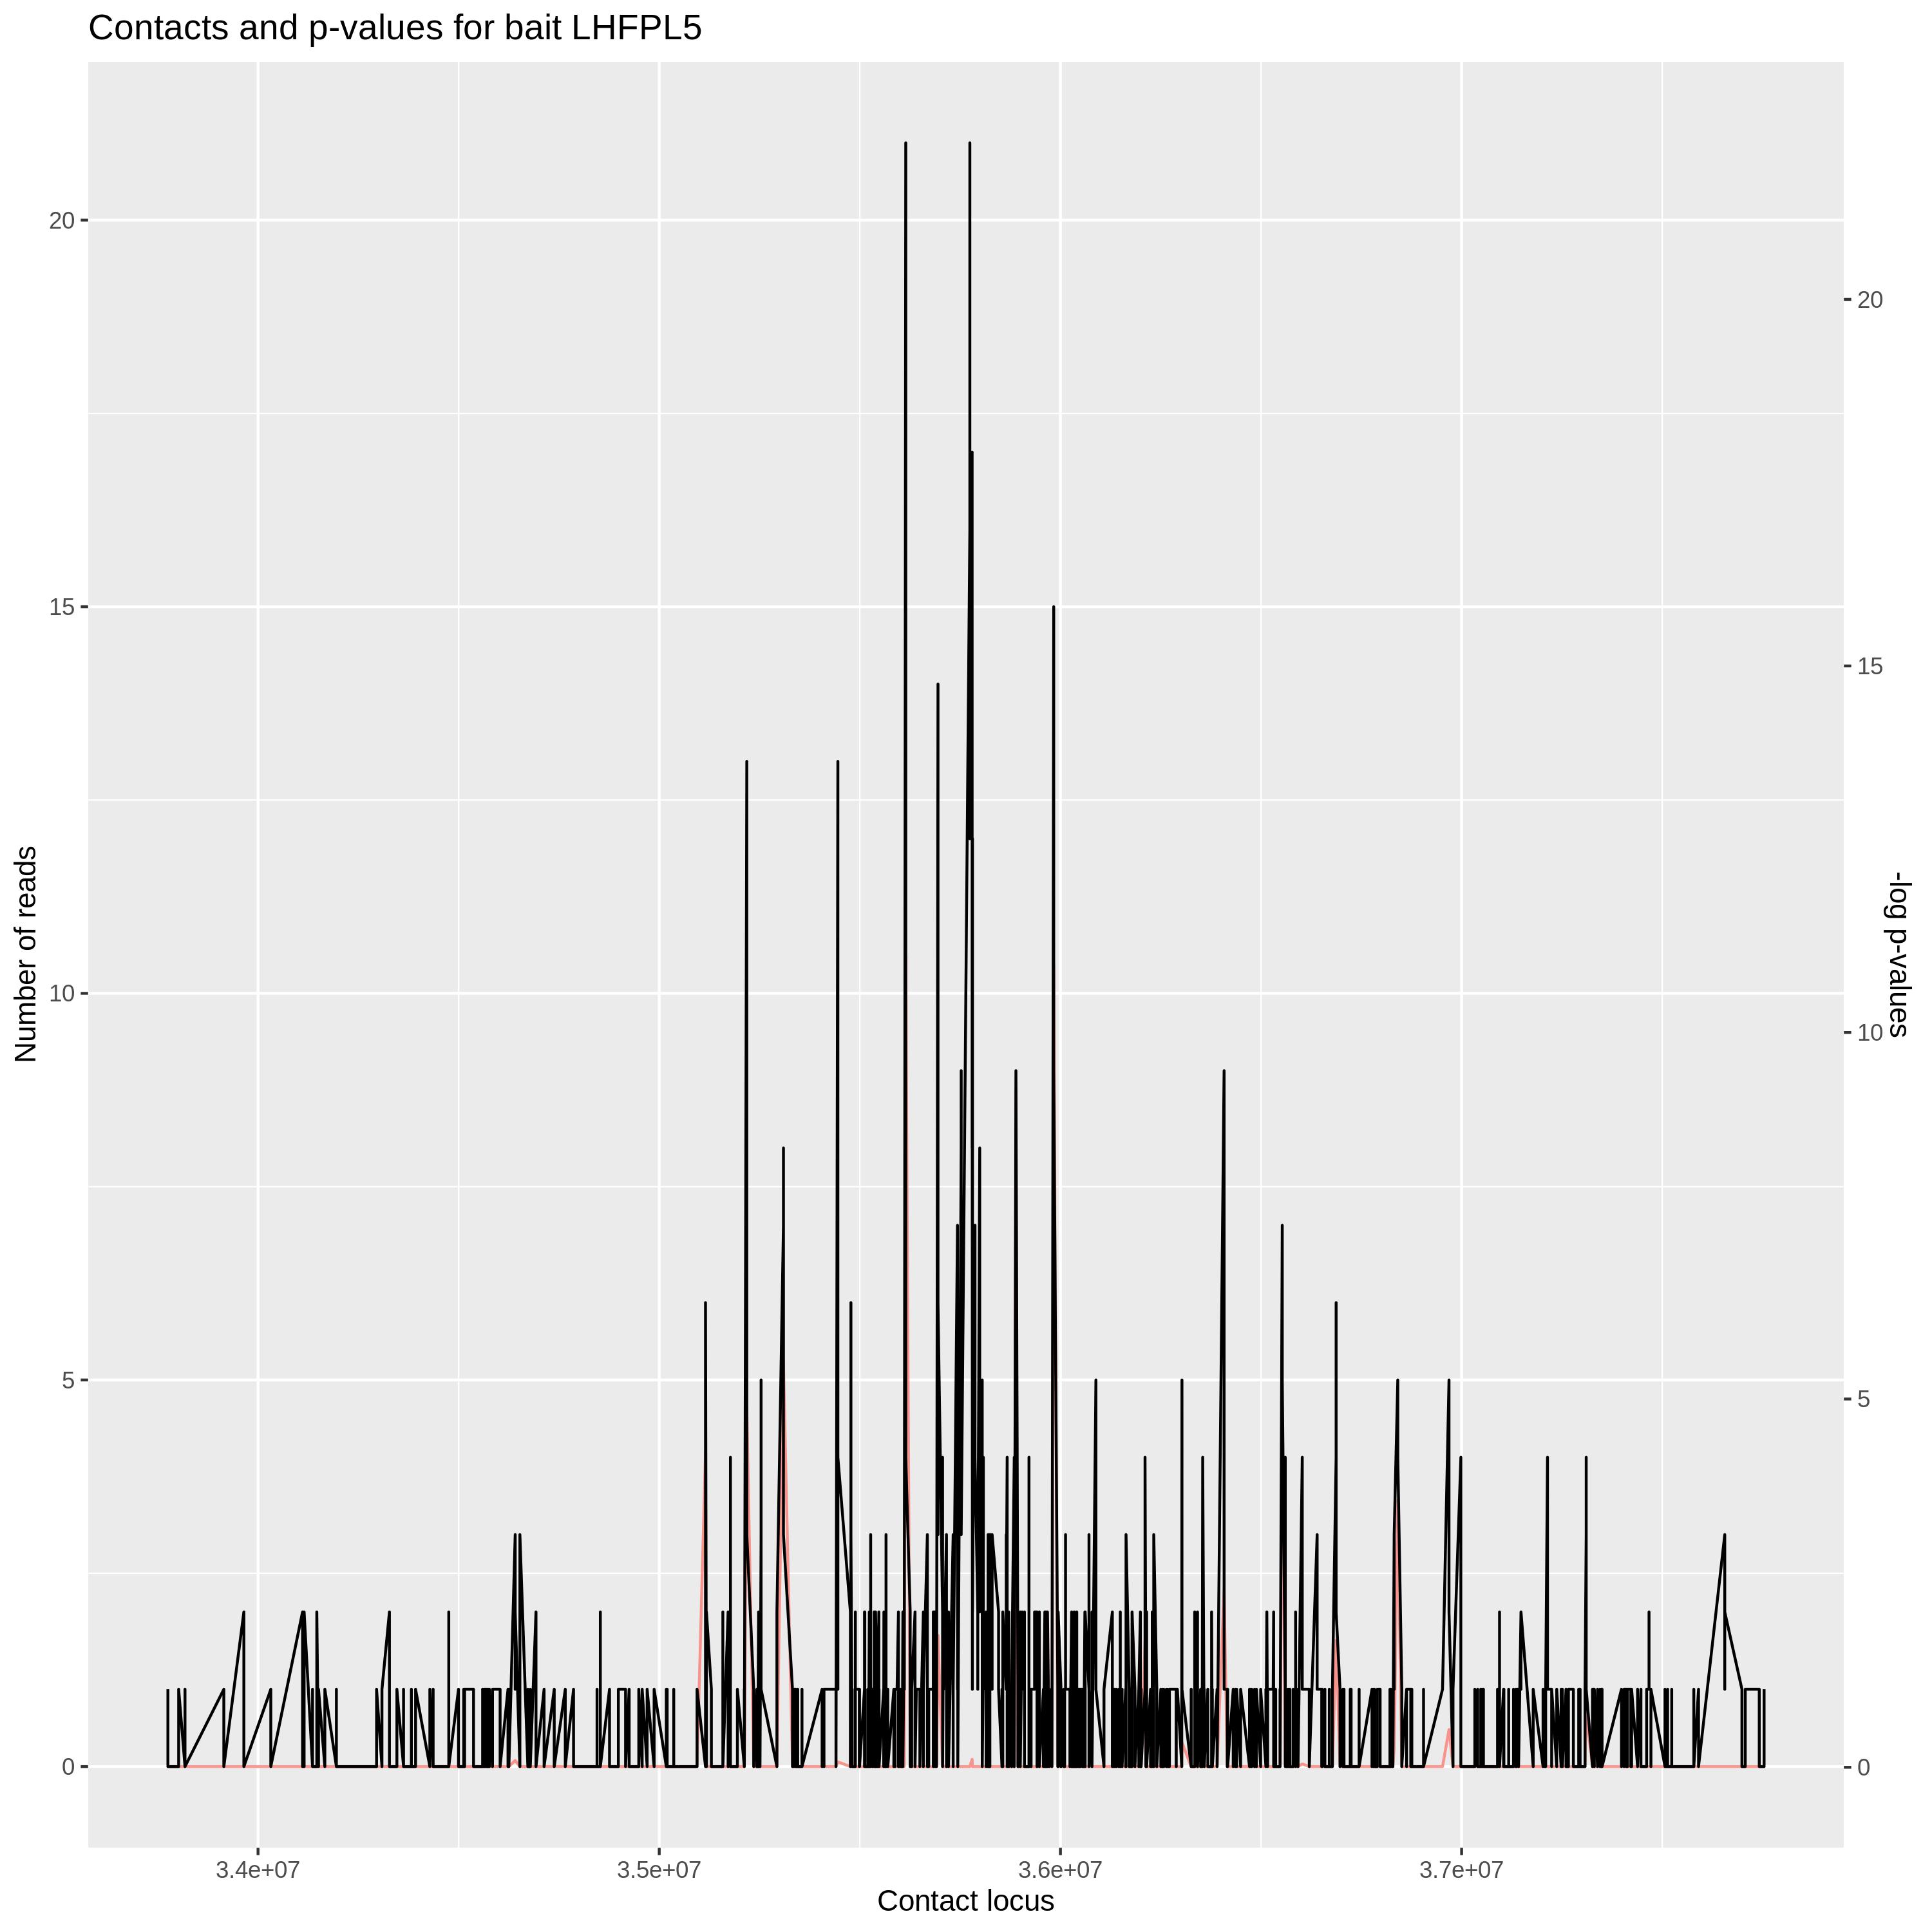 Contacts and p-values for bait LHFPL5
20
15
10
5
0
Number of reads
20
15
10
5
0
-log p-values
3.4e+07 3.5e+07 3.6e+07 3.7e+07
Contact locus